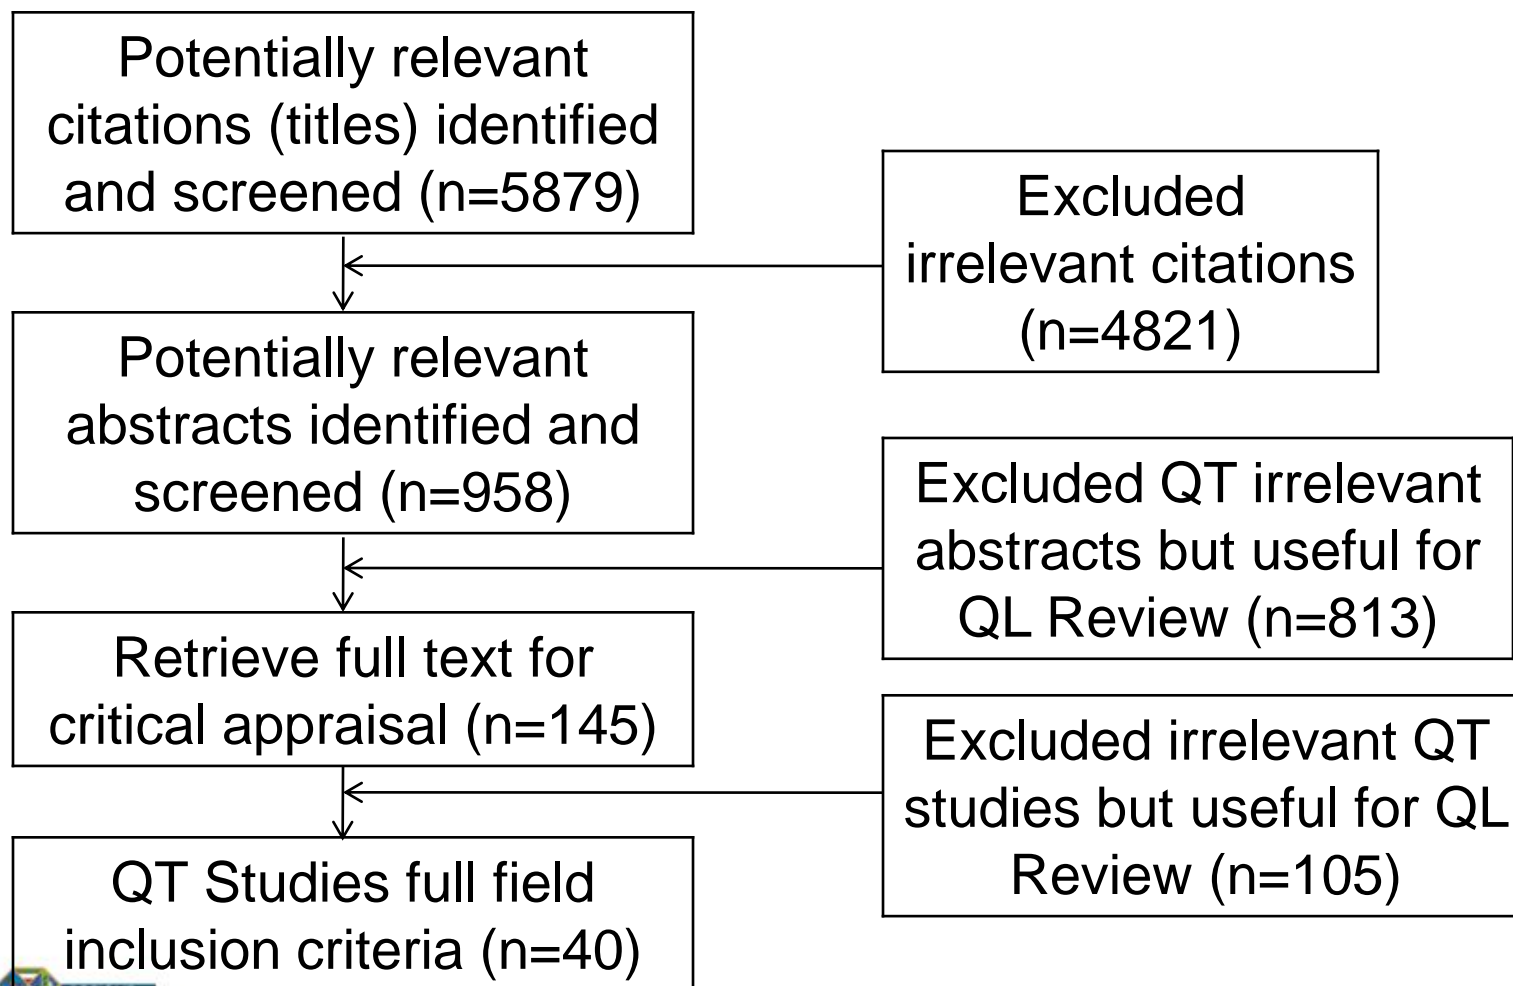 Potentially relevant
citations (titles) identified
and screened (n=5879)
Excluded
irrelevant citations
(n=4821)
Potentially relevant
abstracts identified and
screened (n=958)
Excluded QT irrelevant
abstracts but useful for
QL Review (n=813)
Retrieve full text for
critical appraisal (n=145)
Excluded irrelevant QT
studies but useful for QL
Review (n=105)
QT Studies full field
inclusion criteria (n=40)